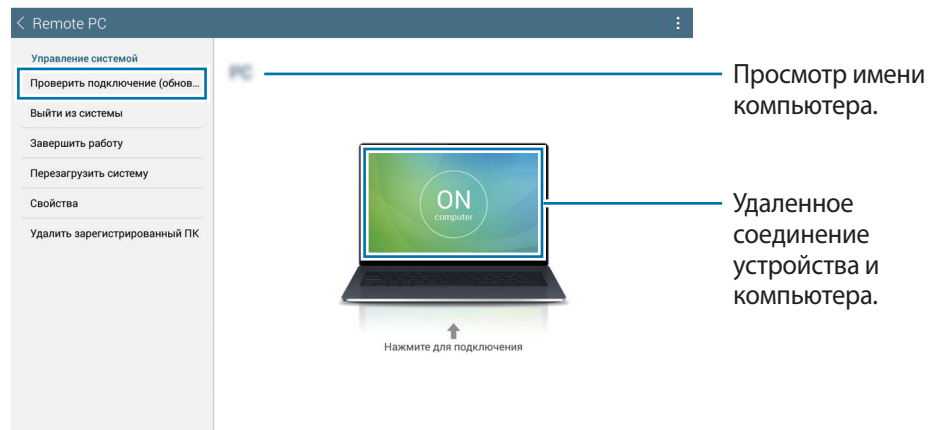 Remote PC
Управление системой
Проверить подключение (обнов...
Выйти из системы
Завершить работу
Перезагрузить систему
Свойства
Удалить зарегистрированный ПК
PC
ON
computer
Нажмите для подключения
Просмотр имени
компьютера.
Удаленное
соединение
устройства и
компьютера.